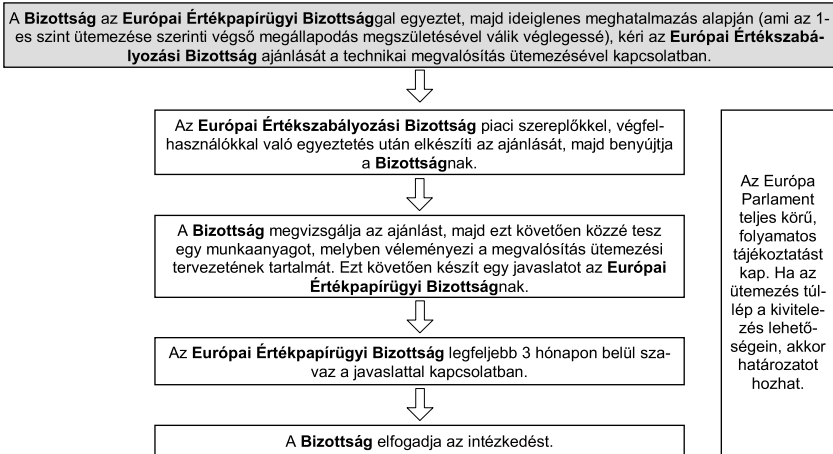 A Bizottság az Európai Értékpapírügyi Bizottsággal egyeztet, majd ideiglenes meghatalmazás alapján (ami az 1-
es szint ütemezése szerinti végső megállapodás megszületésével válik véglegessé), kéri az Európai Értékszabá-
lyozási Bizottság ajánlását a technikai megvalósítás ütemezésével kapcsolatban.
Az Európai Értékszabályozási Bizottság piaci szereplőkkel, végfel-
használókkal való egyeztetés után elkészíti az ajánlását, majd benyújtja
a Bizottságnak.
A Bizottság megvizsgálja az ajánlást, majd ezt követően közzé tesz
egy munkaanyagot, melyben véleményezi a megvalósítás ütemezési
tervezetének tartalmát. Ezt követően készít egy javaslatot az Európai
Értékpapírügyi Bizottságnak.
Az Európai Értékpapírügyi Bizottság legfeljebb 3 hónapon belül sza-
vaz a javaslattal kapcsolatban.
A Bizottság elfogadja az intézkedést.
Az Európa
Parlament
teljes körű,
folyamatos
tájékoztatást
kap. Ha az
ütemezés túl-
lép a kivitele-
zés lehető-
ségein, akkor
határozatot
hozhat.